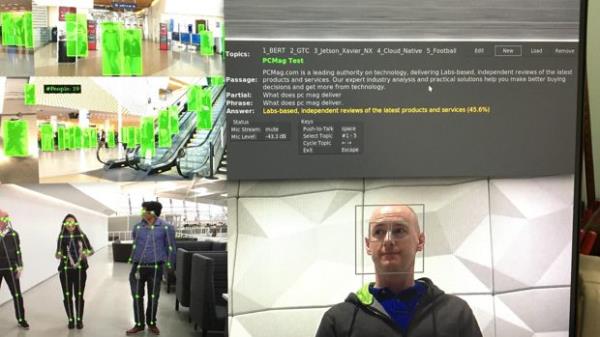 Topics: 1_BERT 2_GTC 3_Jetson_Xavier_NX 4_Cloud_Native 5_Football Edit New Load Remove
PCMag Test
Passage: PCMag.com is a leading authority on technology, delivering Labs-based, independent reviews of the latest
products and services. Our expert industry analysis and practical solutions help you make better buying
decisions and get more from technology.
Partial: What does pc mag deliver
Phrase: What does pc mag deliver.
Answer: Labs-based, independent reviews of the latest products and services (45.6%)
Status
Mic Stream: mute
Mic Level: -43.3 dB
Keys
Push-to-Talk space
Select Topic #1 - 5
Cycle Topic ←→
Exit Escape
#People: 39